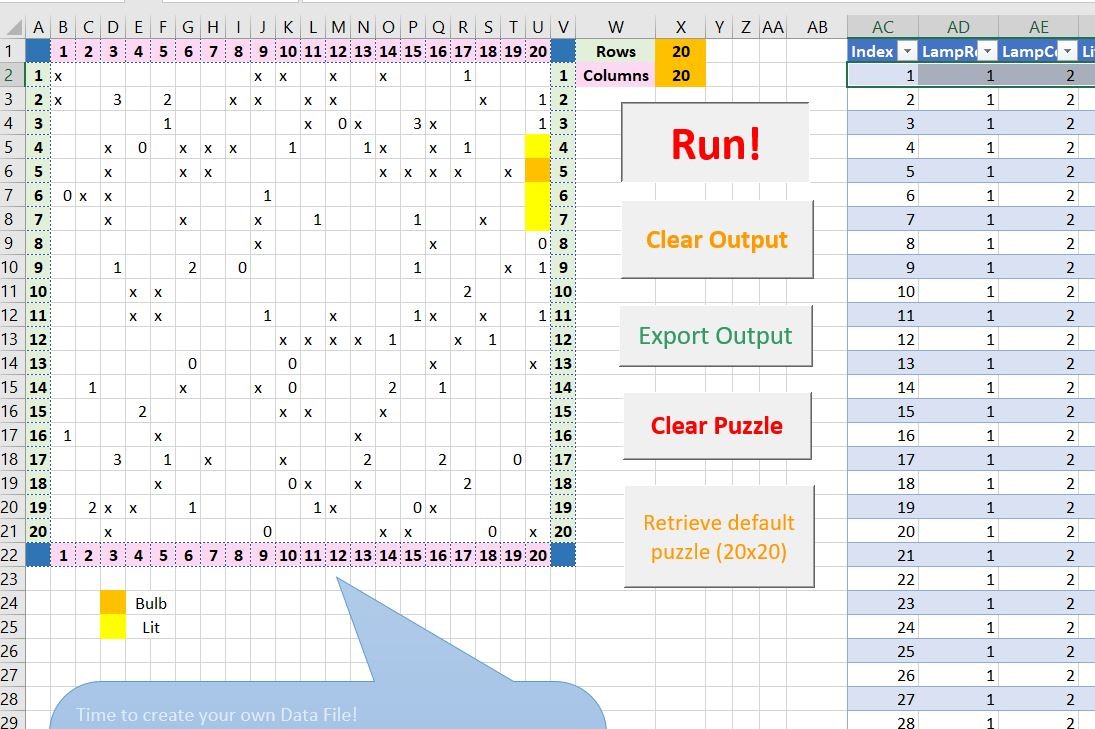 A B C D E F G H I J K L M N O P Q R S T U V W X Y Z AA AB AC AD AE
1 1 2 3 4 5 6 7 8 9 10 11 12 13 14 15 16 17 18 19 20 Rows 20 Index LampR LampC Li
2 1 x x x x x 1 1 Columns 20 1 1 2
3 2 x 3 2 x x x x x 1 2 2 1 2
4 3 1 x 0 x 3 x 1 3 3 1 2
5 4 x 0 x x x 1 1 x x 1 4 4 1 2
6 5 x x x x x x x x 5 5 1 2
7 6 0 x x 1 6 6 1 2
8 7 x x x 1 1 x 7 7 1 2
9 8 x x 0 8 8 1 2
10 9 1 2 0 1 x 1 9 9 1 2
11 10 x x 2 10 10 1 2
12 11 x x 1 x 1 x x 1 11 11 1 2
13 12 x x x x 1 x 1 12 12 1 2
14 13 0 0 x x 13 13 1 2
15 14 1 x x 0 2 1 14 14 1 2
16 15 2 x x x 15 15 1 2
17 16 1 x x 16 16 1 2
18 17 3 1 x x 2 2 0 17 17 1 2
19 18 x 0 x x 2 18 18 1 2
20 19 2 x x 1 1 x 0 x 19 19 1 2
21 20 x 0 x x 0 x 20 20 1 2
22 1 2 3 4 5 6 7 8 9 10 11 12 13 14 15 16 17 18 19 20 21 1 2
23 22 1 2
24 Bulb 23 1 2
25 Lit 24 1 2
26 25 1 2
27 26 1 2
28 27 1 2
29 28 1 2
Run!
Clear Output
Export Output
Clear Puzzle
Retrieve default
puzzle (20x20)
Time to create your own Data File!